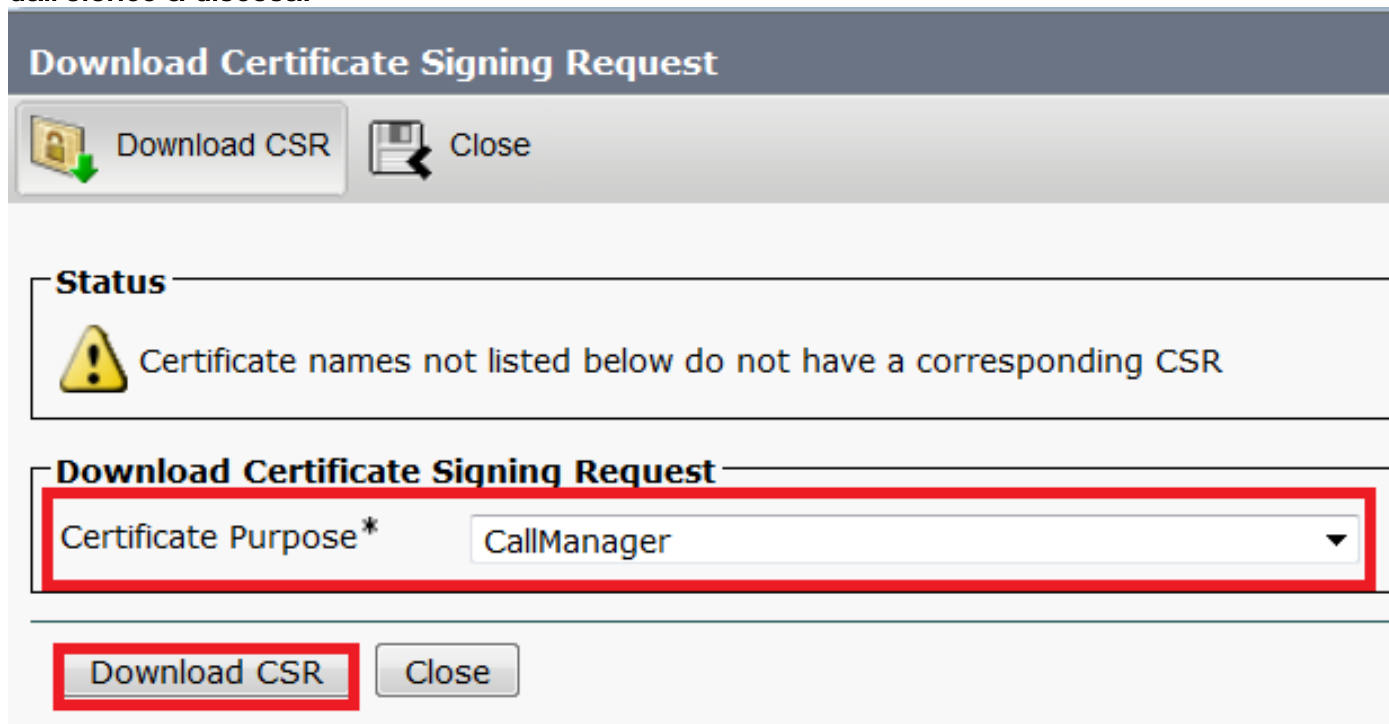 Download Certificate Signing Request
Download CSR Close
Status
Certificate names not listed below do not have a corresponding CSR
Download Certificate Signing Request
Certificate Purpose* CallManager
Download CSR Close